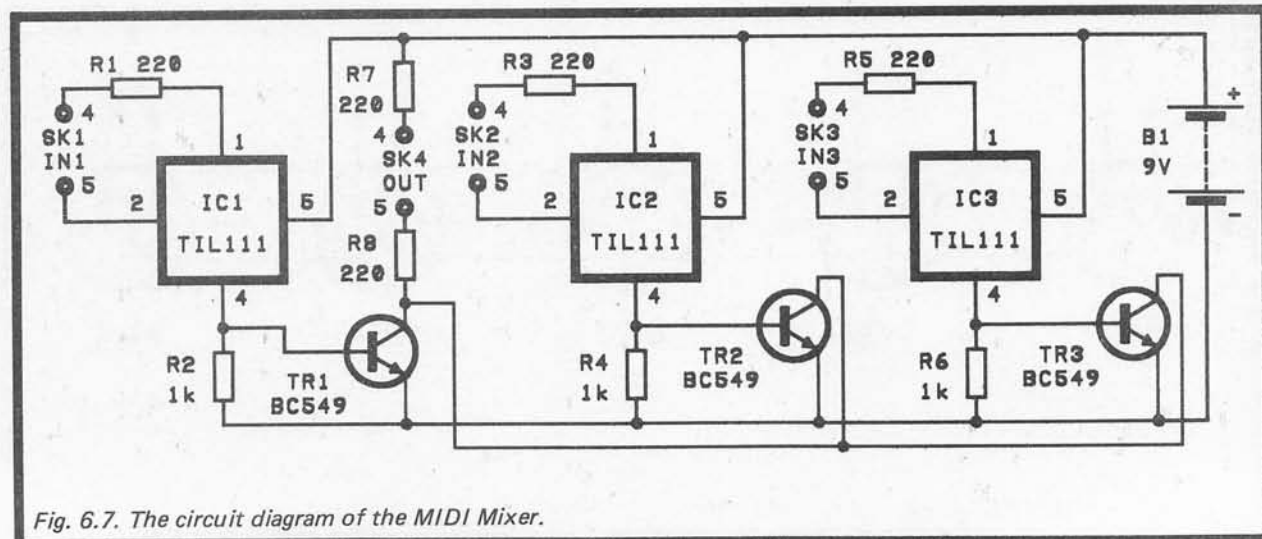 R1 220
4
SK1
IN1
5
1
2
IC1
TIL111
5
4
R2
1k
TR1
BC549
R7
220
4
SK4
OUT
5
R8
220
R3 220
4
SK2
IN2
5
1
2
IC2
TIL111
5
4
R4
1k
TR2
BC549
R5 220
4
SK3
IN3
5
1
2
IC3
TIL111
5
4
R6
1k
TR3
BC549
+
B1
9V
-
Fig. 6.7. The circuit diagram of the MIDI Mixer.